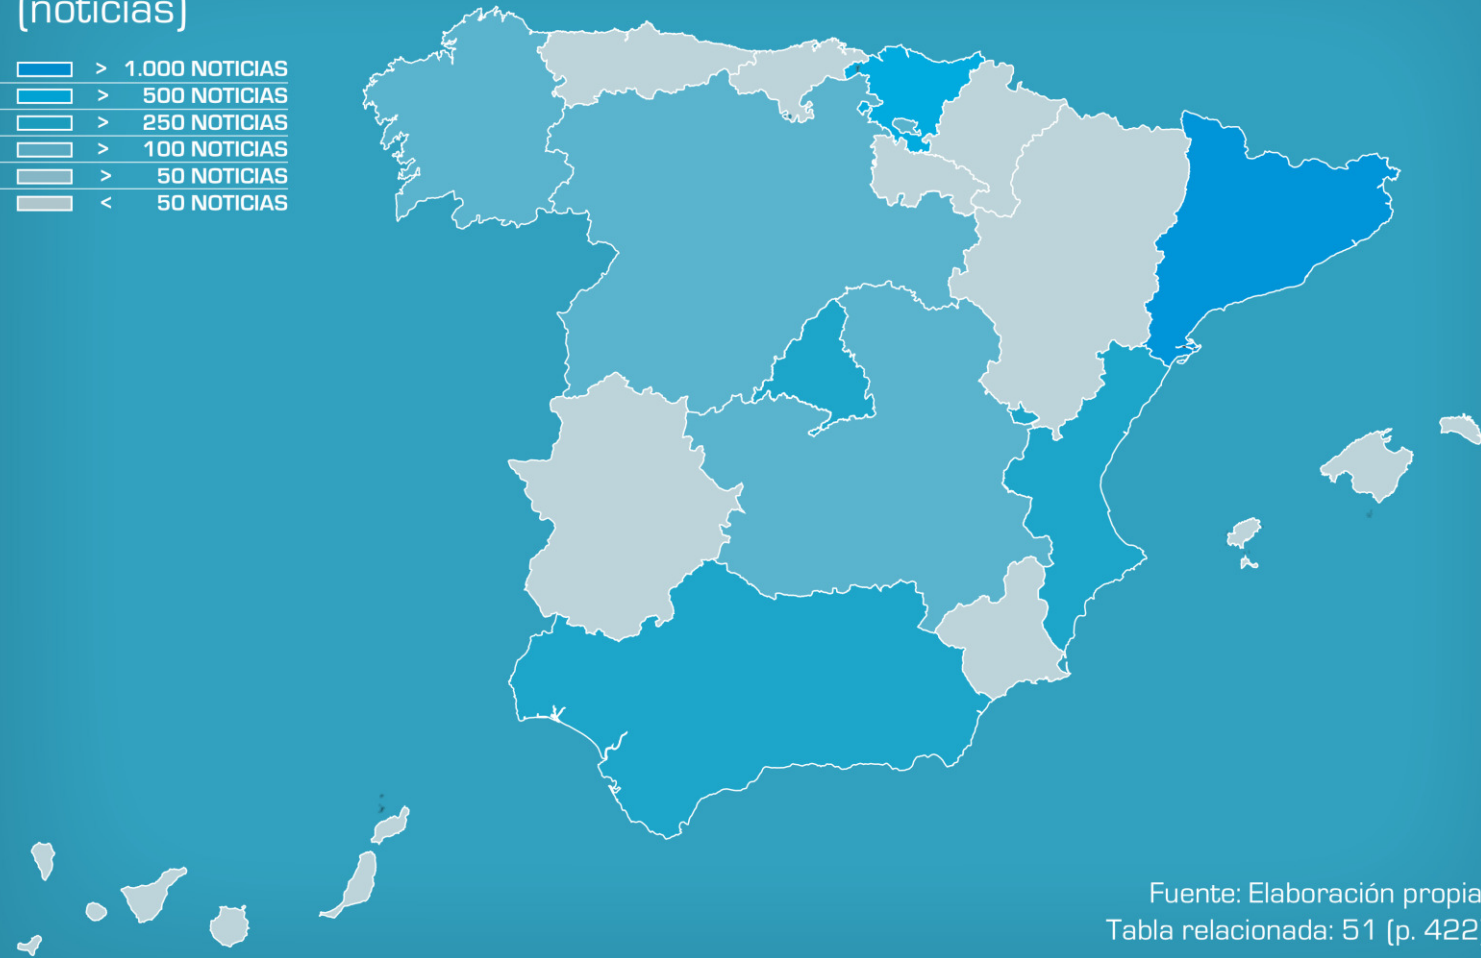 (noticias)
> 1.000 NOTICIAS
> 500 NOTICIAS
> 250 NOTICIAS
> 100 NOTICIAS
> 50 NOTICIAS
< 50 NOTICIAS
Fuente: Elaboración propia
Tabla relacionada: 51 (p. 422